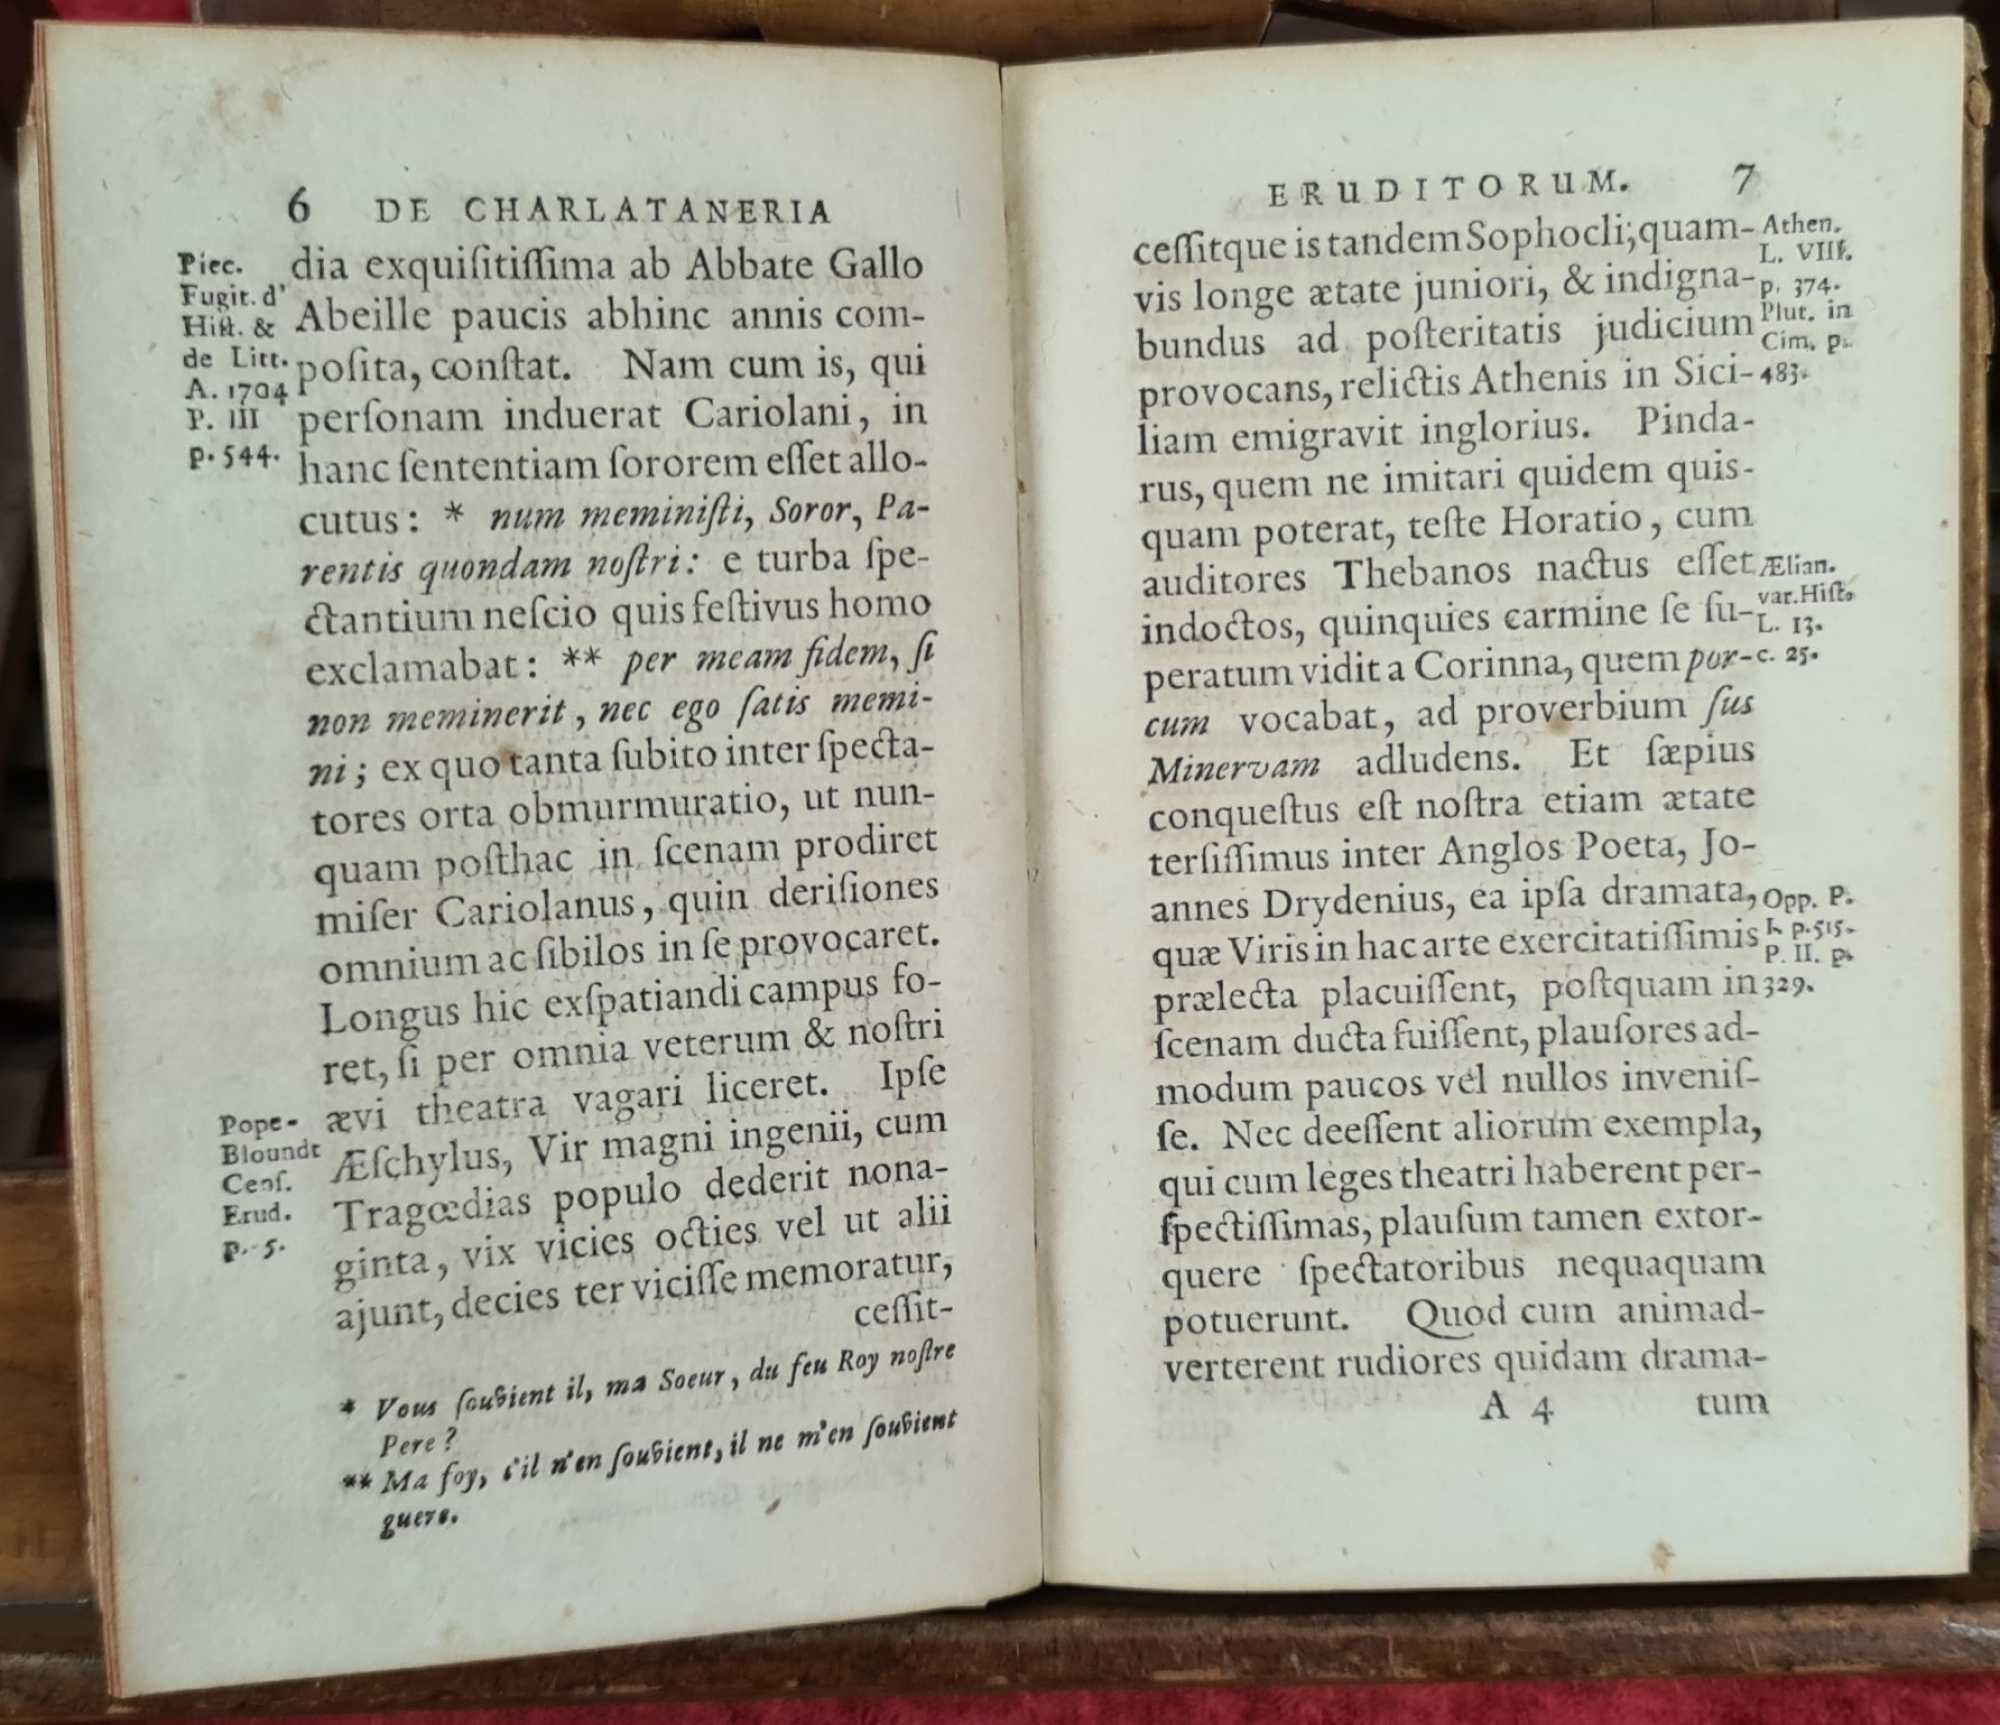 6 DE CHARLATANERIA
Piec.
Fugit. d'
Hiſt. &
de Litt.
A. 1704
P. III
p. 544.
dia exquiſitiſſima ab Abbate Gallo
Abeille paucis abhinc annis com-
poſita, conſtat. Nam cum is, qui
perſonam induerat Cariolani, in
hanc ſententiam ſororem eſſet allo-
cutus: * num meminiſti, Soror, Pa-
rentis quondam noſtri: e turba ſpe-
ctantium neſcio quis feſtivus homo
exclamabat: ** per meam fidem, ſi
non meminerit, nec ego ſatis memi-
ni; ex quo tanta ſubito inter ſpecta-
tores orta obmurmuratio, ut nun-
quam poſthac in ſcenam prodiret
miſer Cariolanus, quin deriſiones
omnium ac ſibilos in ſe provocaret.
Longus hic exſpatiandi campus fo-
ret, ſi per omnia veterum & noſtri
ævi theatra vagari liceret. Ipſe
Æſchylus, Vir magni ingenii, cum
Tragœdias populo dederit nona-
ginta, vix vicies octies vel ut alii
ajunt, decies ter viciſſe memoratur,
ceſſit-
Pope-
Bloundt
Cenſ.
Erud.
p. 5.
* Vous ſouvient il, ma Soeur, du feu Roy noſtre
Pere?
** Ma foy, s'il n'en ſouvient, il ne m'en ſouvient
guere.
ERUDITORUM. 7
ceſſitque is tandem Sophocli; quam-
vis longe ætate juniori, & indigna-
bundus ad poſteritatis judicium
provocans, relictis Athenis in Sici-
liam emigravit inglorius. Pinda-
rus, quem ne imitari quidem quis-
quam poterat, teſte Horatio, cum
auditores Thebanos nactus eſſet
indoctos, quinquies carmine ſe ſu-
peratum vidit a Corinna, quem por-
cum vocabat, ad proverbium ſus
Minervam adludens. Et ſæpius
conqueſtus eſt noſtra etiam ætate
terſiſſimus inter Anglos Poeta, Jo-
annes Drydenius, ea ipſa dramata,
quæ Viris in hac arte exercitatiſſimis
prælecta placuiſſent, poſtquam in
ſcenam ducta fuiſſent, plauſores ad-
modum paucos vel nullos inveniſ-
ſe. Nec deeſſent aliorum exempla,
qui cum leges theatri haberent per-
ſpectiſſimas, plauſum tamen extor-
quere ſpectatoribus nequaquam
potuerunt. Quod cum animad-
verterent rudiores quidam drama-
A 4 tum
Athen.
L. VIII.
p. 374.
Plut. in
Cim. p.
483.
Ælian.
var. Hiſt.
L. 13.
c. 25.
Opp. P.
I. p. 515.
P. II. p.
329.